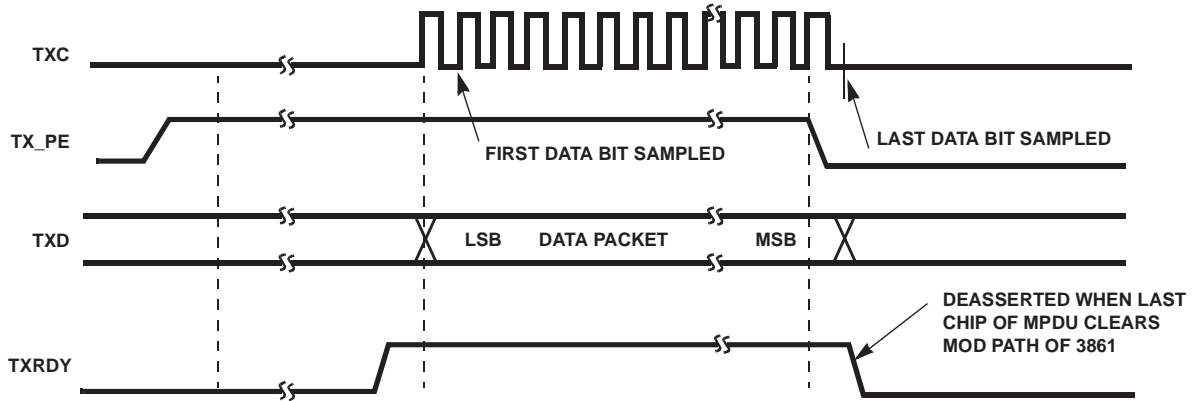 TXC
TX_PE
FIRST DATA BIT SAMPLED
LAST DATA BIT SAMPLED
TXD
LSB DATA PACKET MSB
DEASSERTED WHEN LAST
CHIP OF MPDU CLEARS
MOD PATH OF 3861
TXRDY